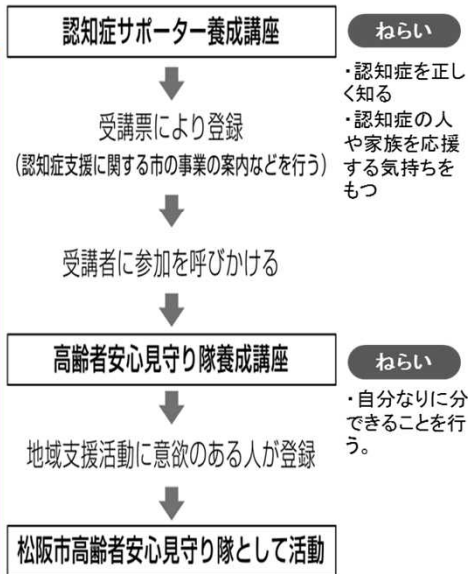 認知症サポーター養成講座
ねらい
・認知症を正し
く知る
・認知症の人
や家族を応援
する気持ちを
もつ
受講票により登録
(認知症支援に関する市の事業の案内などを行う)
受講者に参加を呼びかける
高齢者安心見守り隊養成講座
ねらい
・自分なりに分
できることを行
う。
地域支援活動に意欲のある人が登録
松阪市高齢者安心見守り隊として活動